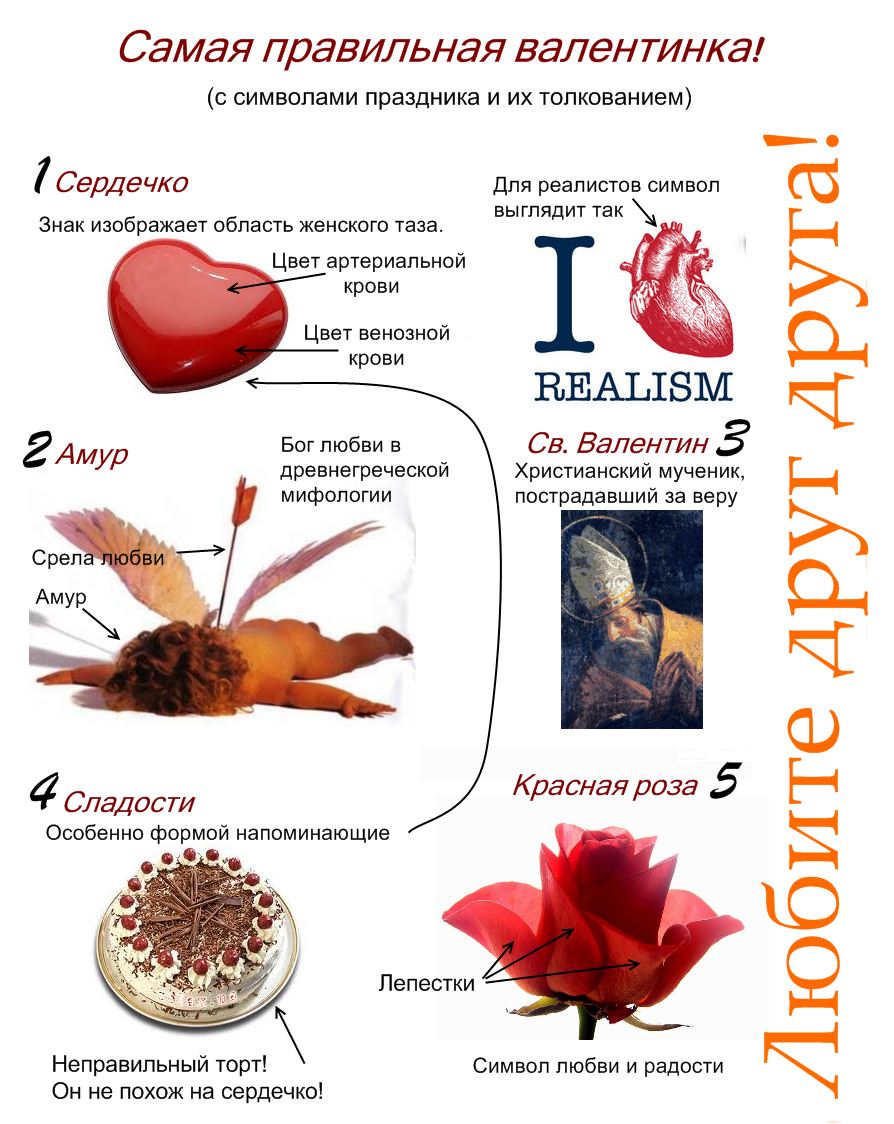 Самая правильная валентинка!
(с символами праздника и их толкованием)
1 Сердечко
Знак изображает область женского таза.
Цвет артериальной
крови
Цвет венозной
крови
Для реалистов символ
выглядит так
I
REALISM
2 Амур
Бог любви в
древнегреческой
мифологии
Срела любви
Амур
Св. Валентин 3
Христианский мученик,
пострадавший за веру
4 Сладости
Особенно формой напоминающие
Неправильный торт!
Он не похож на сердечко!
Красная роза 5
Лепестки
Символ любви и радости
Любите друг друга!